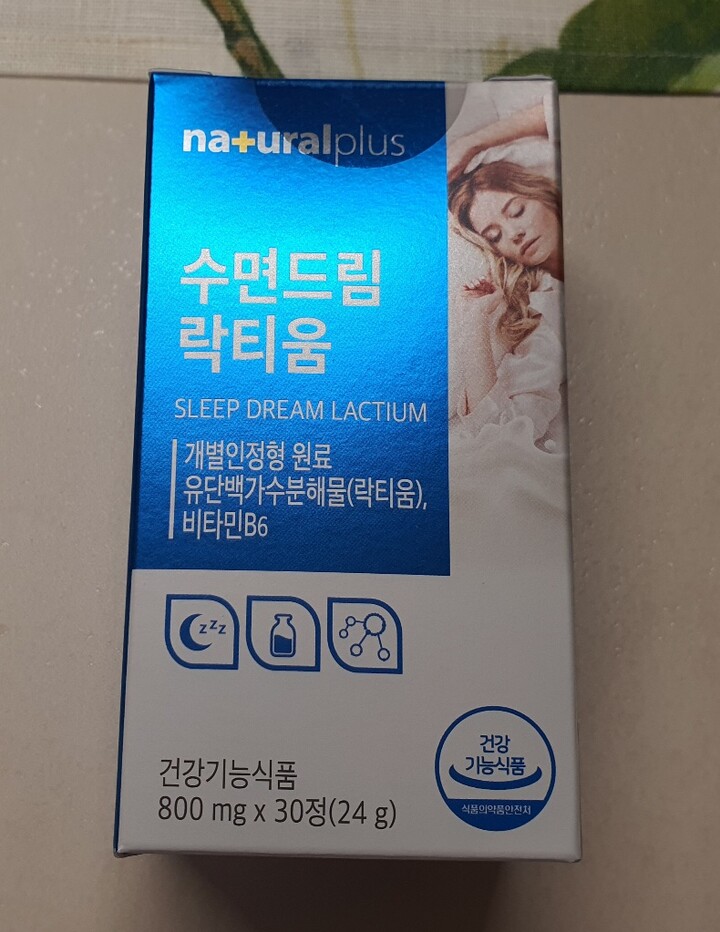 naturalplus
수면드림
락티움
SLEEP DREAM LACTIUM
개별인정형 원료
유단백가수분해물(락티움),
비타민B6
zzz
건강기능식품
800 mg x 30정(24 g)
건강
기능식품
식품의약품안전처